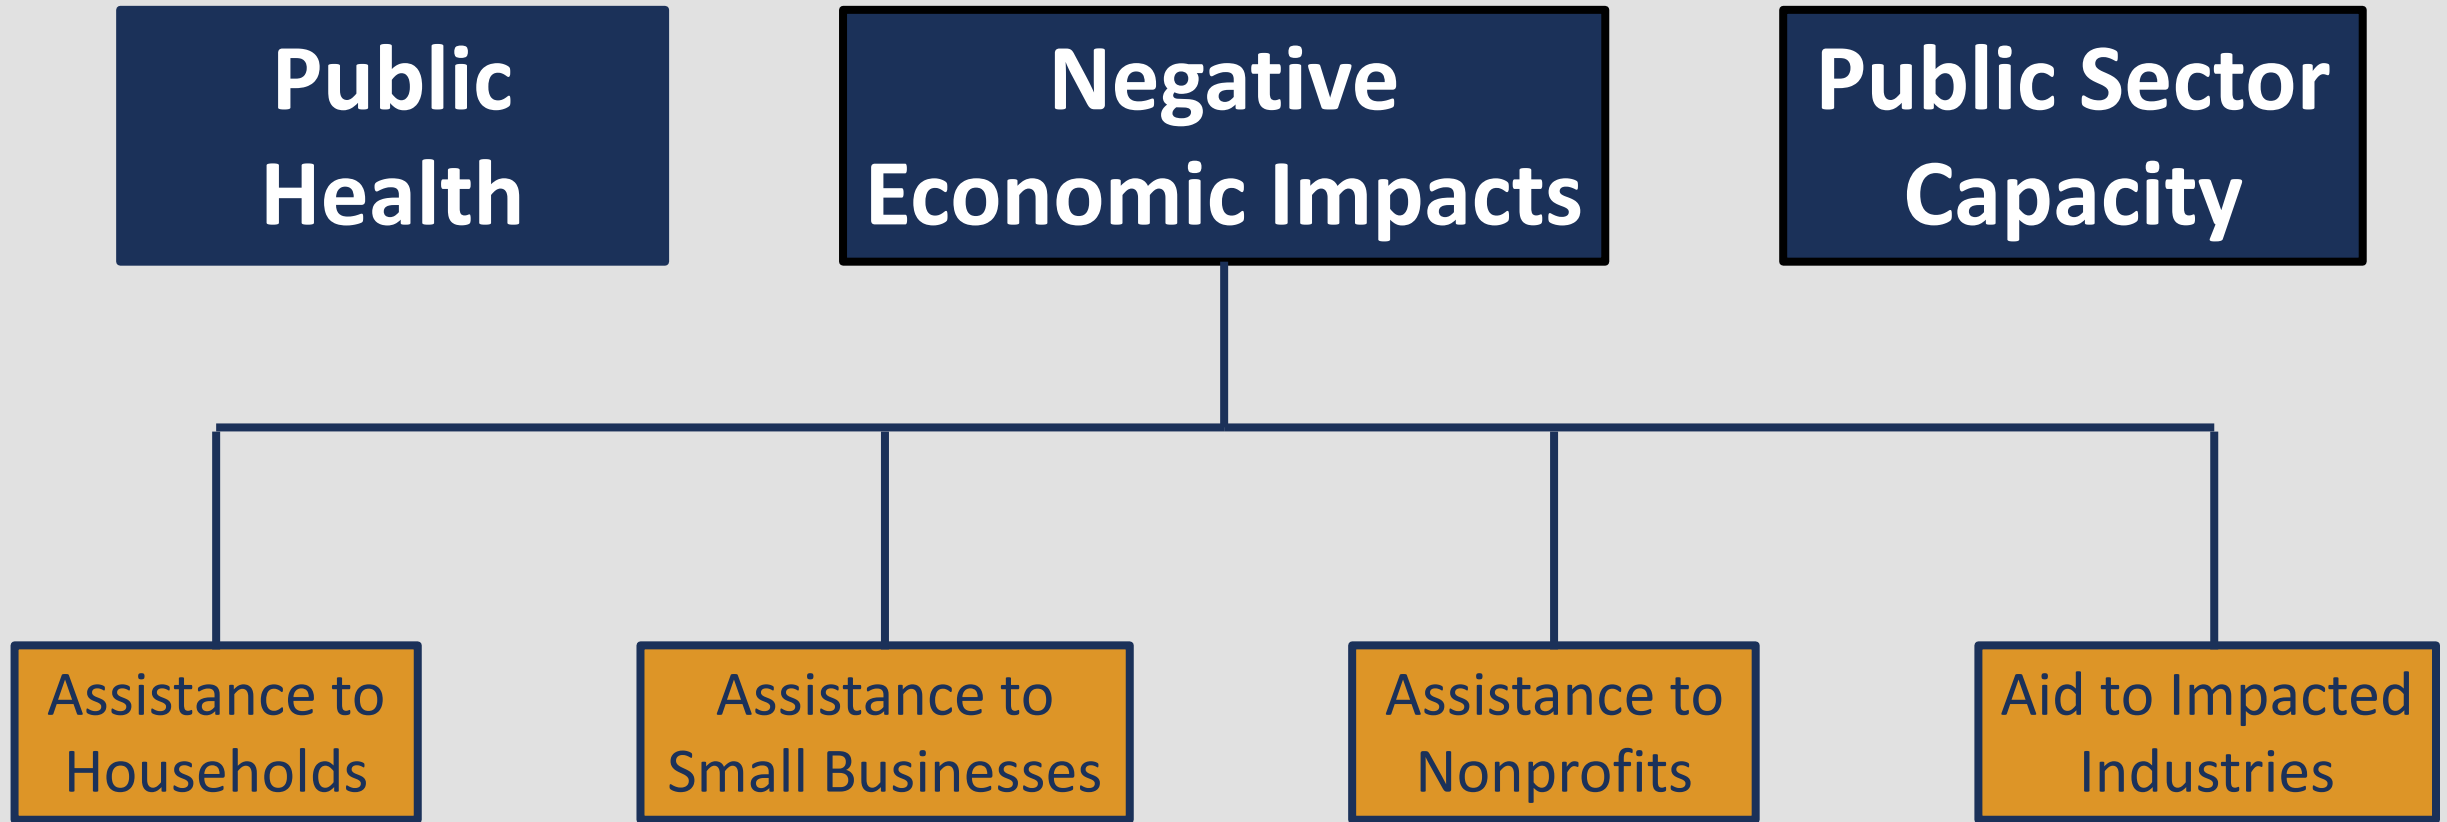 Public
Health
Negative
Economic Impacts
Public Sector
Capacity
Assistance to
Households
Assistance to
Small Businesses
Assistance to
Nonprofits
Aid to Impacted
Industries